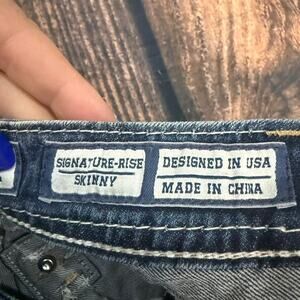 SIGNATURE-RISE
SKINNY
DESIGNED IN USA
MADE IN CHINA